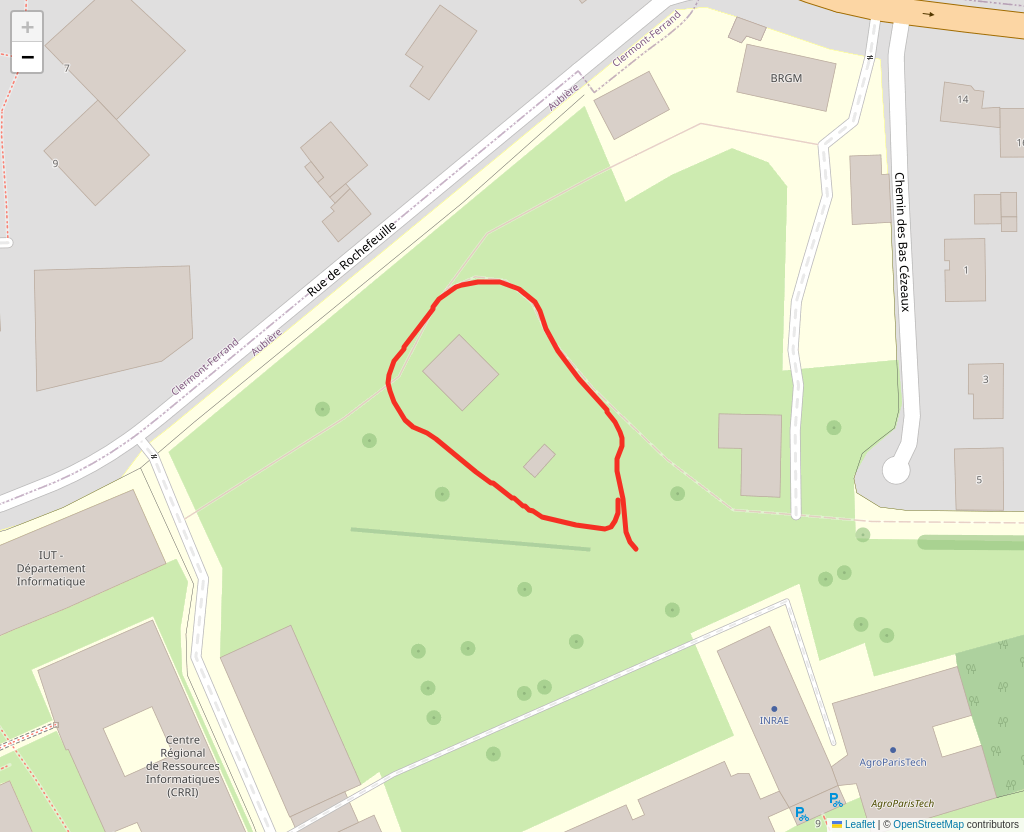 +
−
7
9
Clermont-Ferrand
Aubière
BRGM
14
16
Rue de Rochefeuille
Chemin des Bas Cézeaux
1
Clermont-Ferrand
Aubière
3
5
IUT -
Département
Informatique
Centre
Régional
de Ressources
Informatiques
(CRRI)
INRAE
AgroParisTech
AgroParisTech
9
Leaflet | © OpenStreetMap contributors